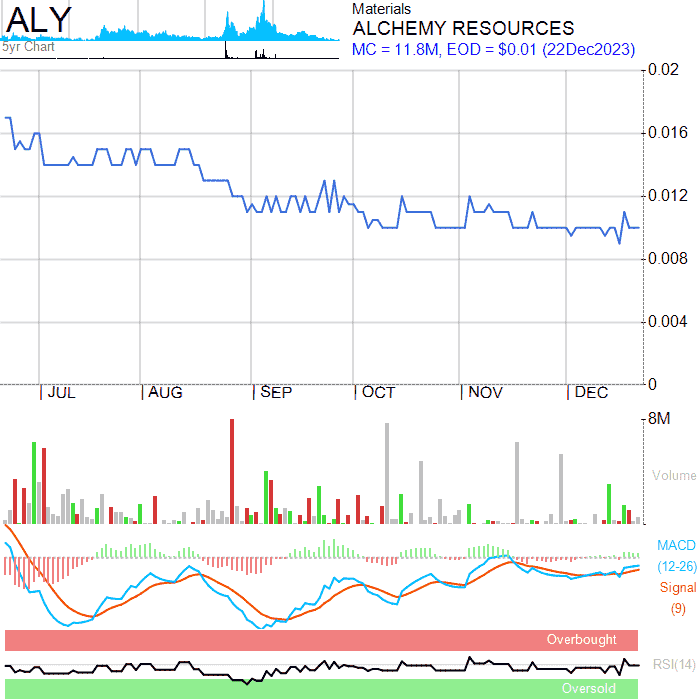 ALY
5yr Chart
Materials
ALCHEMY RESOURCES
MC = 11.8M, EOD = $0.01 (22Dec2023)
0.02
0.016
0.012
0.008
0.004
0
JUL
AUG
SEP
OCT
NOV
DEC
8M
Volume
MACD
(12-26)
Signal
(9)
Overbought
RSI(14)
Oversold